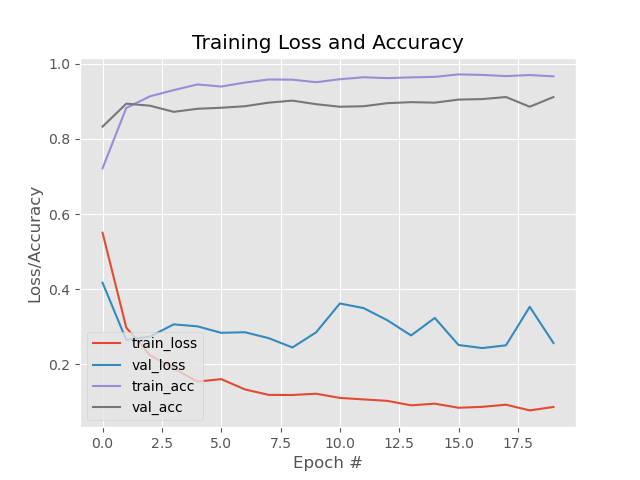 Training Loss and Accuracy
1.0
0.8
0.6
0.4
0.2
Loss/Accuracy
train_loss
val_loss
train_acc
val_acc
0.0 2.5 5.0 7.5 10.0 12.5 15.0 17.5
Epoch #